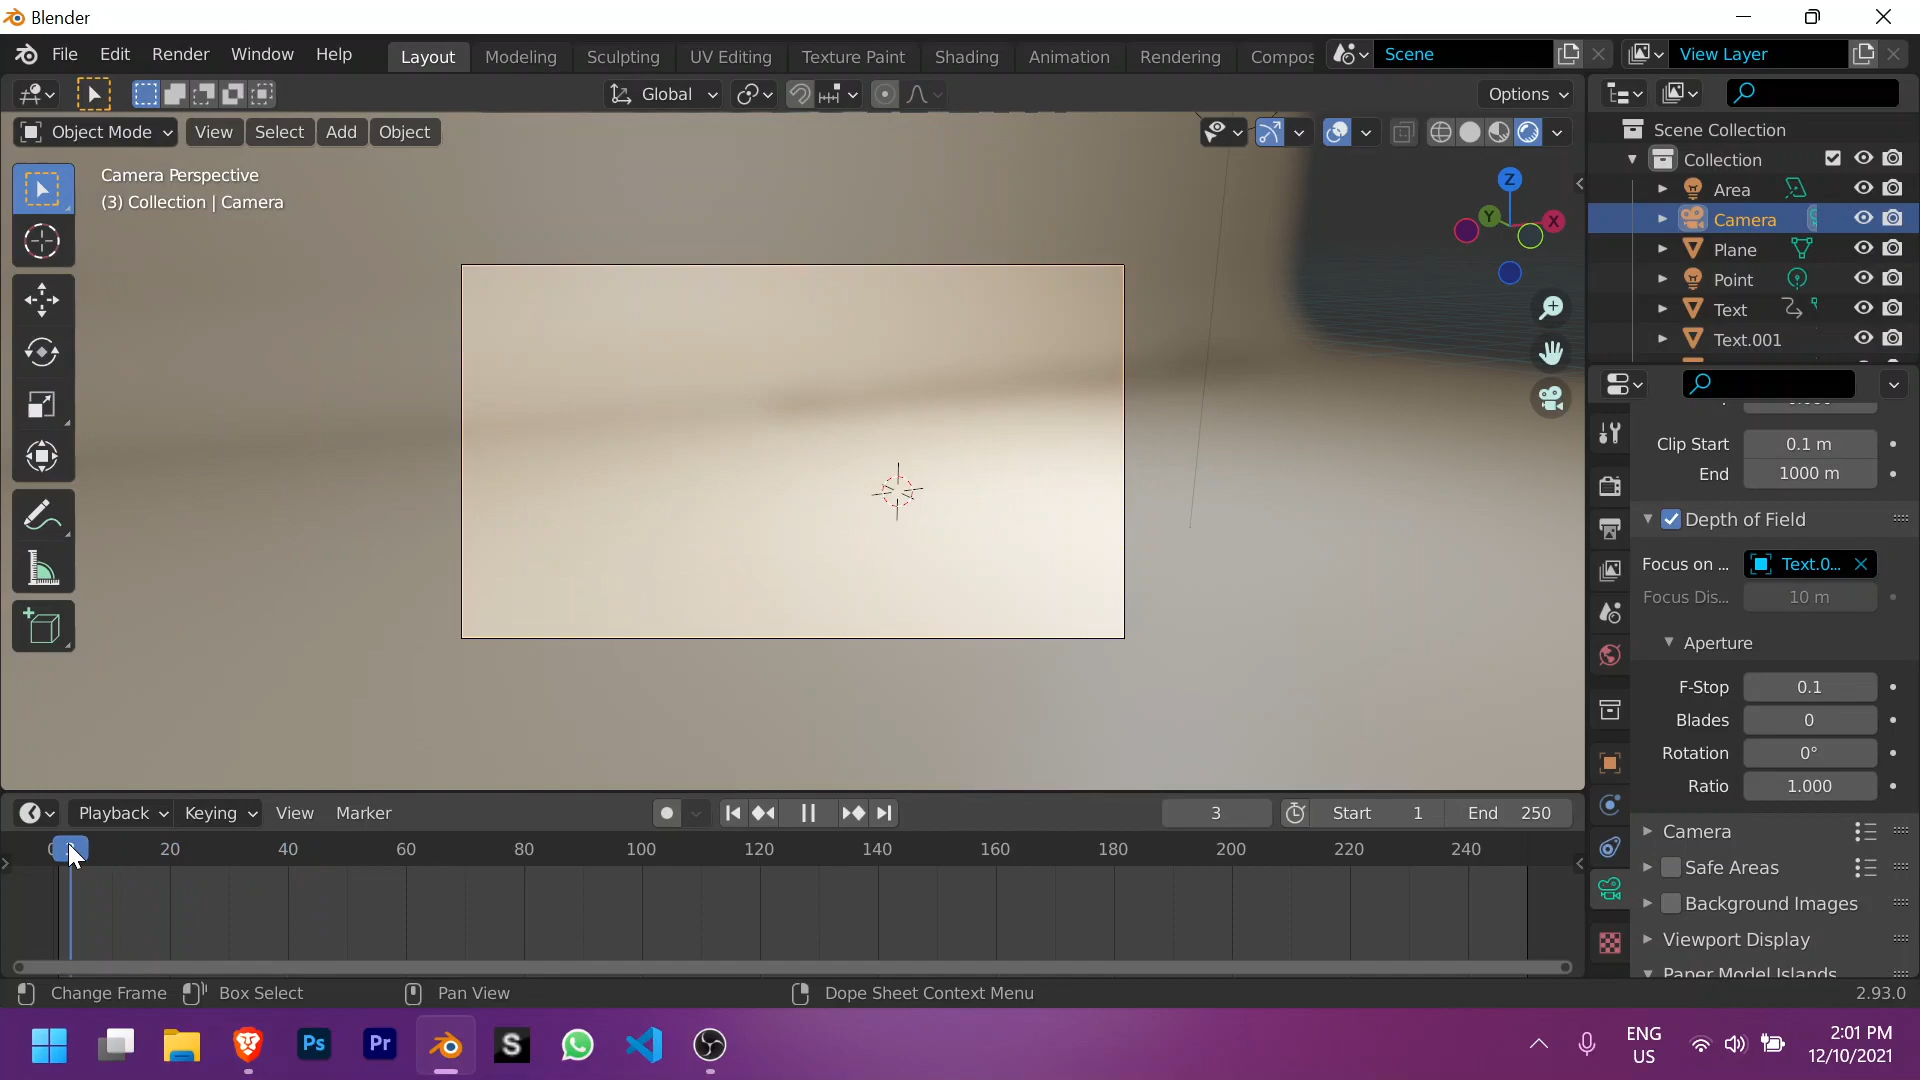 Blender
File Edit Render Window Help Layout Modeling Sculpting UV Editing Texture Paint Shading Animation Rendering Compos Scene View Layer
Global Options
Object Mode View Select Add Object
Camera Perspective
(3) Collection | Camera
Z
Y
X
Scene Collection
Collection
Area
Camera
Plane
Point
Text
Text.001
Clip Start 0.1 m
End 1000 m
Depth of Field
Focus on ... Text.0...
Focus Dis... 10 m
Aperture
F-Stop 0.1
Blades 0
Rotation 0°
Ratio 1.000
Camera
Safe Areas
Background Images
Viewport Display
Paper Model Islands
Playback Keying View Marker 3 Start 1 End 250
20 40 60 80 100 120 140 160 180 200 220 240
Change Frame Box Select Pan View Dope Sheet Context Menu 2.93.0
Ps Pr S
ENG
US
2:01 PM
12/10/2021